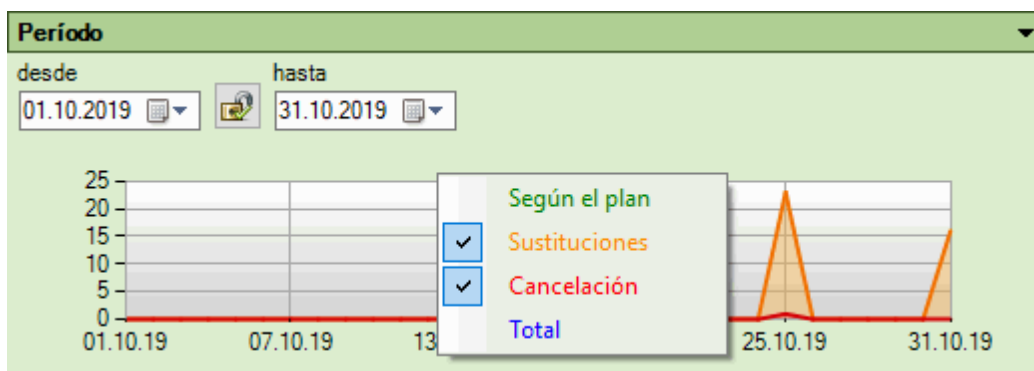 Período
desde hasta
01.10.2019 31.10.2019
25
20
15
10
5
0
Según el plan
Sustituciones
Cancelación
Total
01.10.19 07.10.19 13 25.10.19 31.10.19